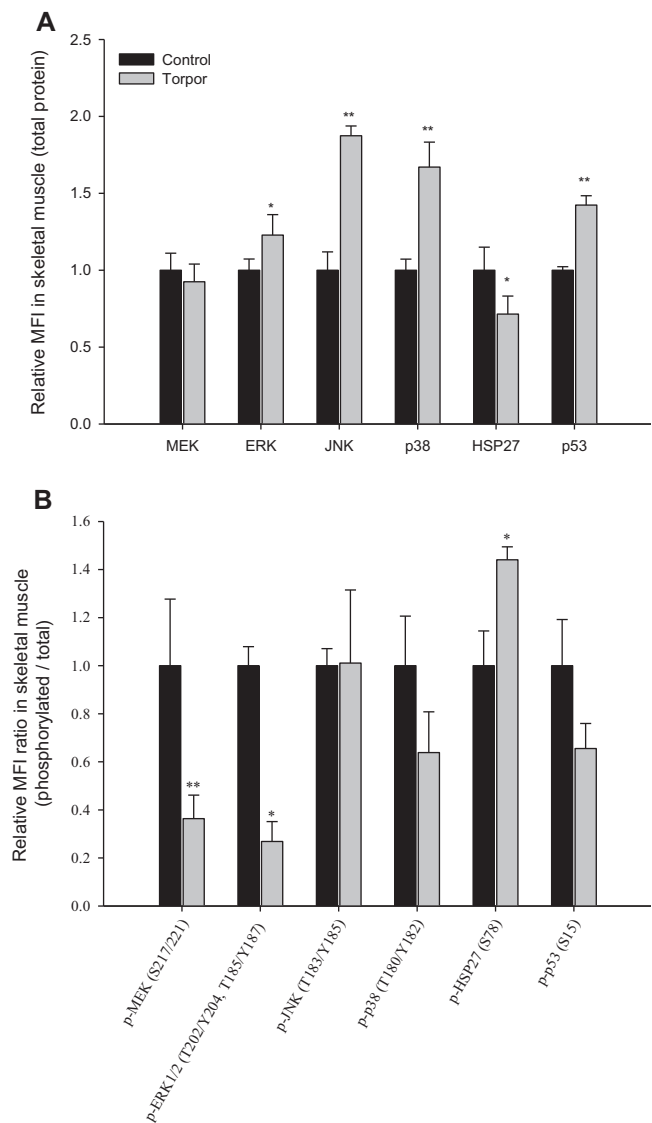 A
Relative MFI in skeletal muscle (total protein)
2.5
2.0
1.5
1.0
0.5
0.0
Control
Torpor
*
**
**
*
**
MEK ERK JNK p38 HSP27 p53
B
Relative MFI ratio in skeletal muscle
(phosphorylated / total)
1.6
1.4
1.2
1.0
0.8
0.6
0.4
0.2
0.0
**
*
*
p-MEK (S217/221)
p-ERK1/2 (T202/Y204, T185/Y187)
p-JNK (T183/Y185)
p-p38 (T180/Y182)
p-HSP27 (S78)
p-p53 (S15)